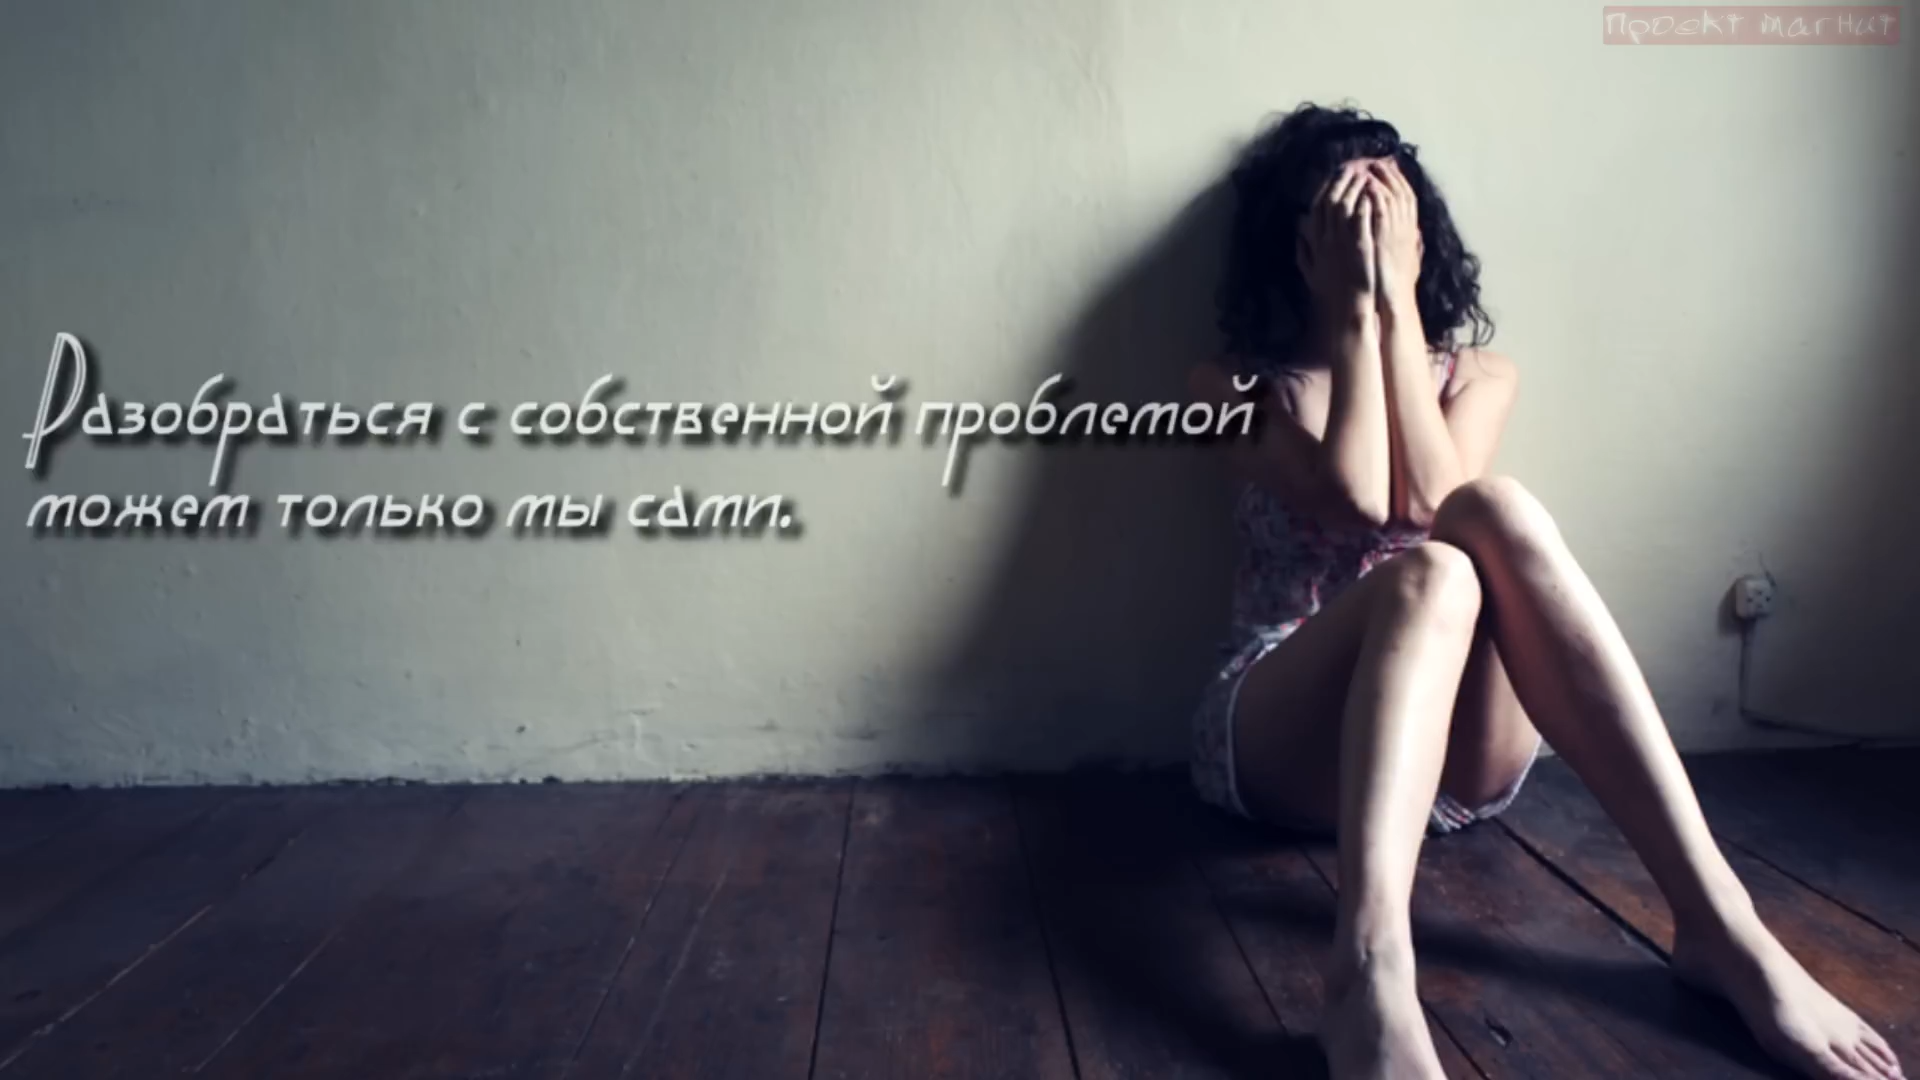 Проект магнит
Разобраться с собственной проблемой
можем только мы сами.